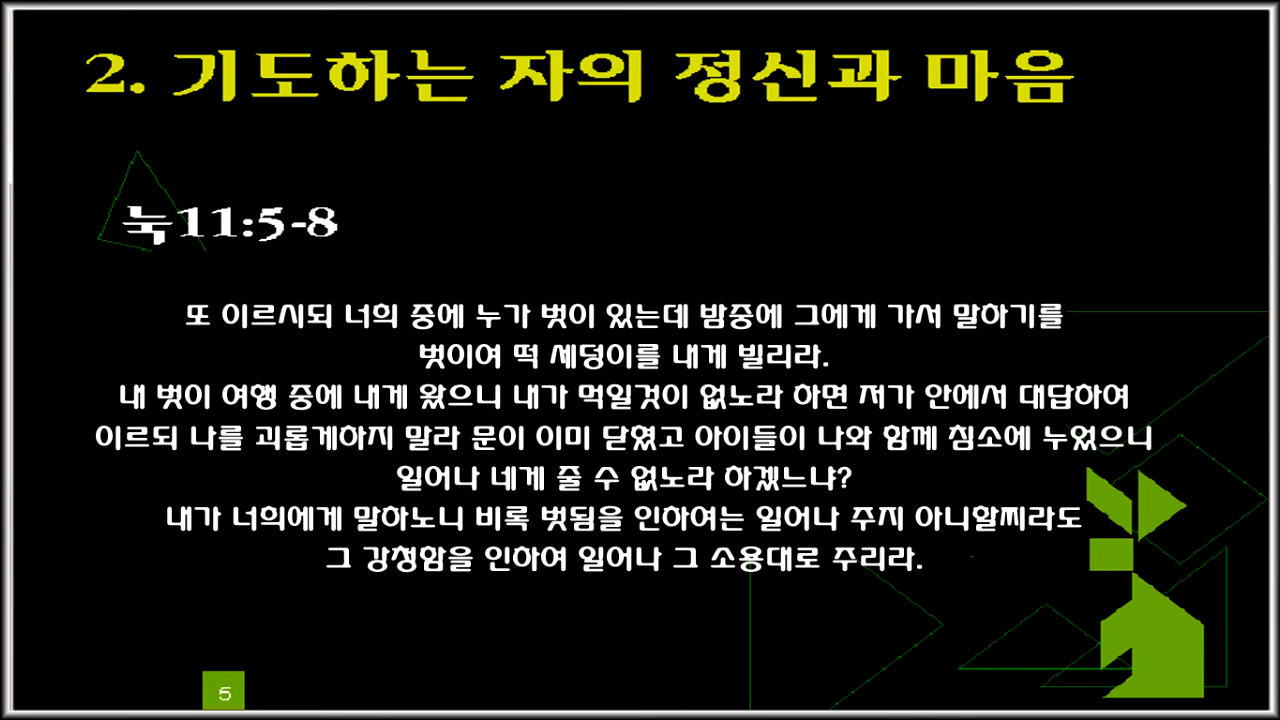 2. 기도하는 자의 정신과 마음
눅11:5-8
또 이르시되 너희 중에 누가 벗이 있는데 밤중에 그에게 가서 말하기를
벗이여 떡 세덩이를 내게 빌리라.
내 벗이 여행 중에 내게 왔으니 내가 먹일것이 없노라 하면 저가 안에서 대답하여
이르되 나를 괴롭게하지 말라 문이 이미 닫혔고 아이들이 나와 함께 침소에 누었으니
일어나 네게 줄 수 없노라 하겠느냐?
내가 너희에게 말하노니 비록 벗됨을 인하여는 일어나 주지 아니할찌라도
그 강청함을 인하여 일어나 그 소용대로 주리라.
5